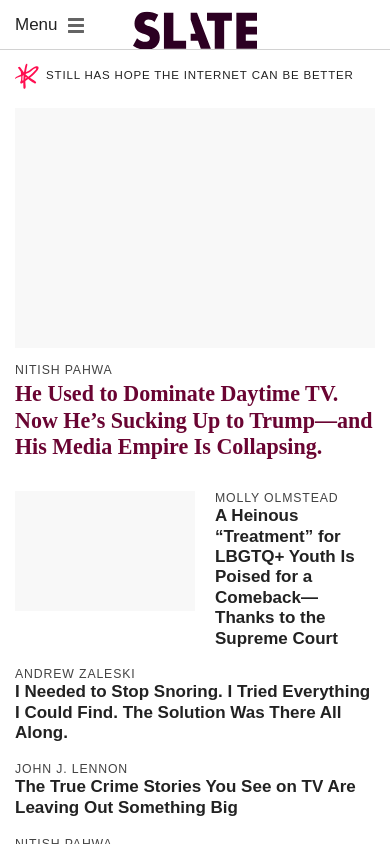 Menu
SLATE
STILL HAS HOPE THE INTERNET CAN BE BETTER
NITISH PAHWA
He Used to Dominate Daytime TV.
Now He’s Sucking Up to Trump—and
His Media Empire Is Collapsing.
MOLLY OLMSTEAD
A Heinous
“Treatment” for
LGBTQ+ Youth Is
Poised for a
Comeback—
Thanks to the
Supreme Court
ANDREW ZALESKI
I Needed to Stop Snoring. I Tried Everything
I Could Find. The Solution Was There All
Along.
JOHN J. LENNON
The True Crime Stories You See on TV Are
Leaving Out Something Big
NITISH PAHWA